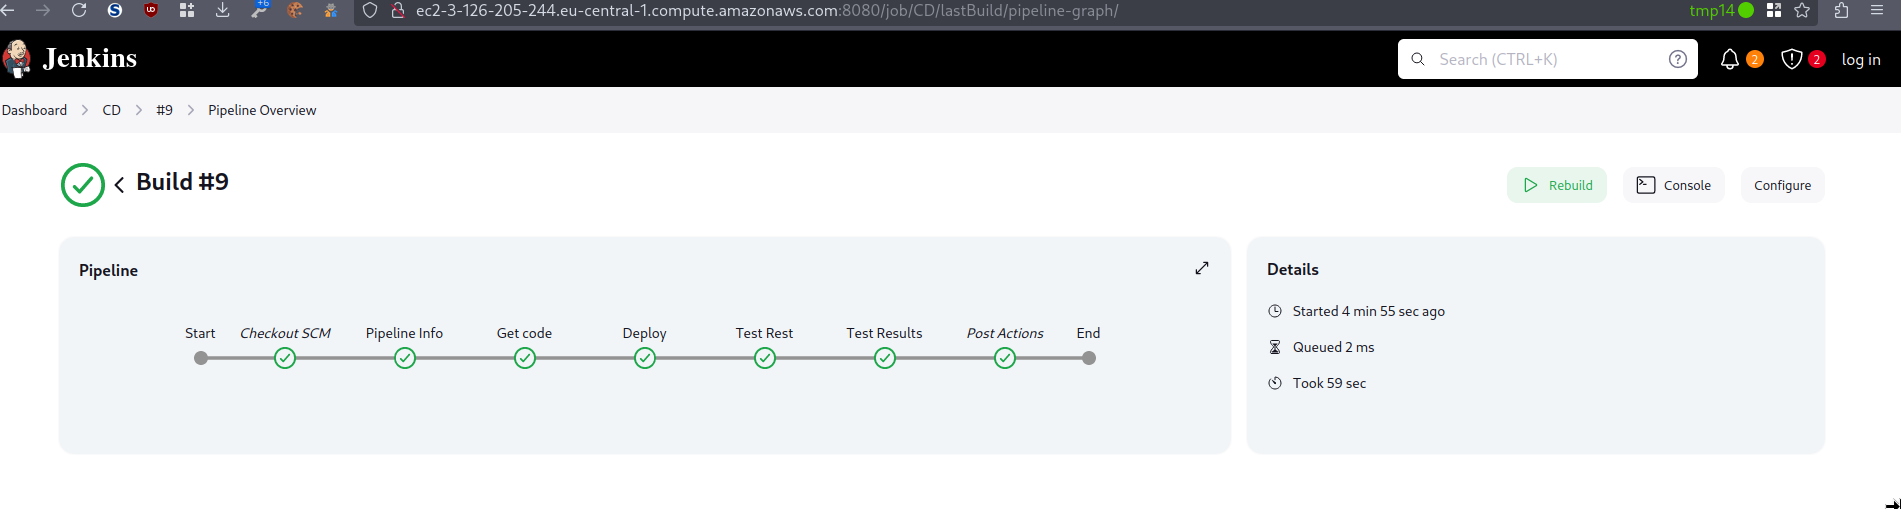 ec2-3-126-205-244.eu-central-1.compute.amazonaws.com:8080/job/CD/lastBuild/pipeline-graph/
tmp14
+6
S
UD
Jenkins
Search (CTRL+K)
?
2
2
log in
Dashboard > CD > #9 > Pipeline Overview
Build #9
Rebuild
Console
Configure
Pipeline
Start
Checkout SCM
Pipeline Info
Get code
Deploy
Test Rest
Test Results
Post Actions
End
Details
Started 4 min 55 sec ago
Queued 2 ms
Took 59 sec